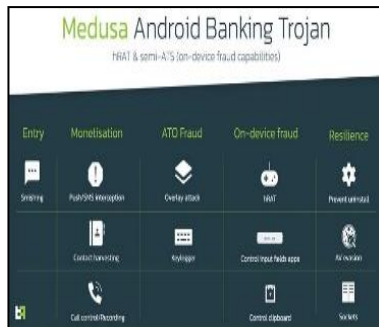 Medusa Android Banking Trojan
hRAT & semi-ATS (on-device fraud capabilities)
Entry Monetisation ATO Fraud On-device fraud Resilience
Smishing Push/SMS interception Overlay attack hRAT Prevent uninstall
Contact harvesting Keylogger Control input fields apps AV evasion
Call control/Recording Control clipboard Sockets